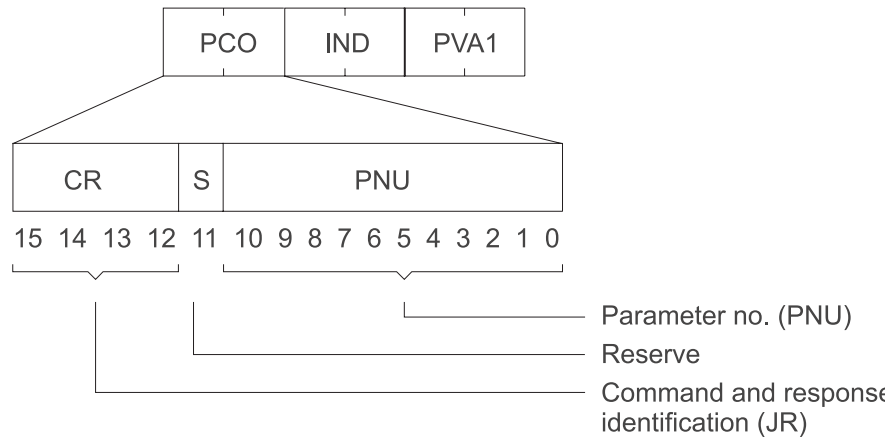 PCO IND PVA1
CR S PNU
15 14 13 12 11 10 9 8 7 6 5 4 3 2 1 0
Parameter no. (PNU)
Reserve
Command and response
identification (JR)